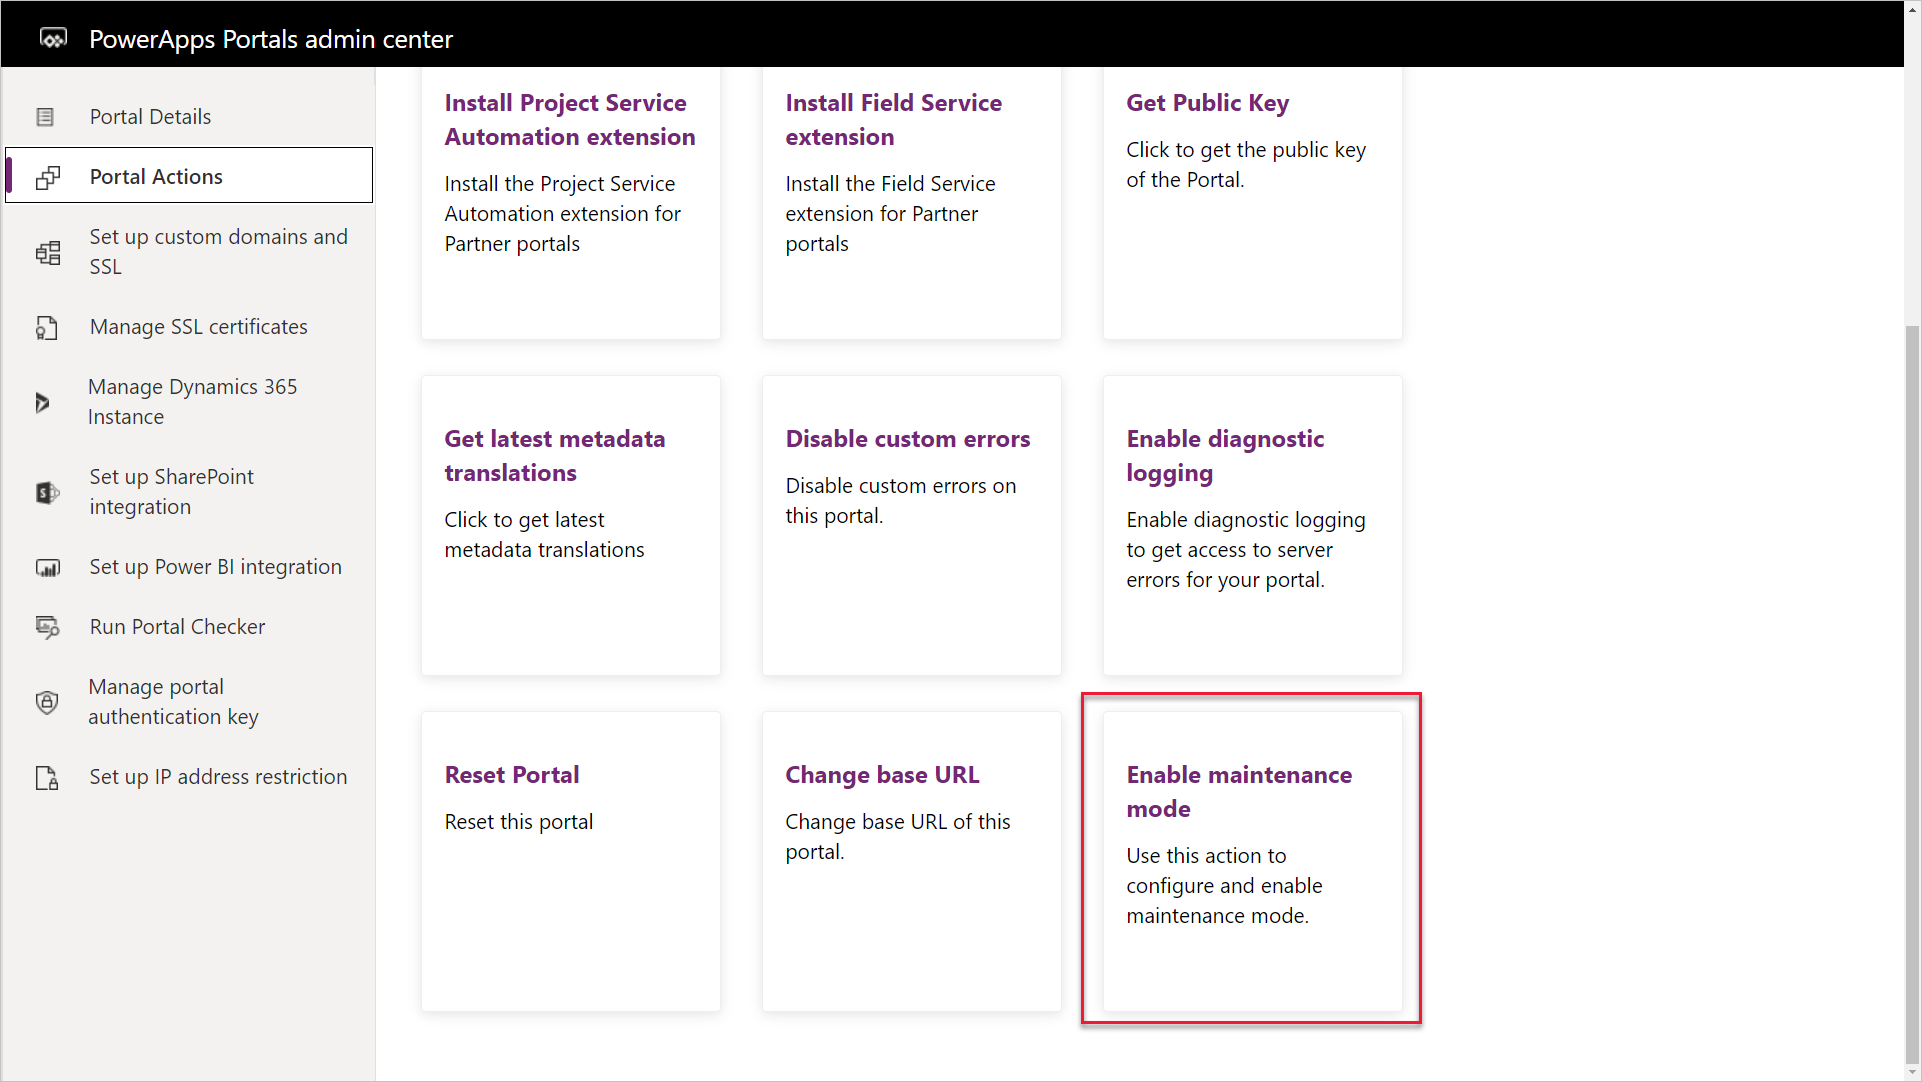 PowerApps Portals admin center
Portal Details
Portal Actions
Set up custom domains and
SSL
Manage SSL certificates
Manage Dynamics 365
Instance
Set up SharePoint
integration
Set up Power BI integration
Run Portal Checker
Manage portal
authentication key
Set up IP address restriction
Install Project Service
Automation extension
Install the Project Service
Automation extension for
Partner portals
Install Field Service
extension
Install the Field Service
extension for Partner
portals
Get Public Key
Click to get the public key
of the Portal.
Get latest metadata
translations
Click to get latest
metadata translations
Disable custom errors
Disable custom errors on
this portal.
Enable diagnostic
logging
Enable diagnostic logging
to get access to server
errors for your portal.
Reset Portal
Reset this portal
Change base URL
Change base URL of this
portal.
Enable maintenance
mode
Use this action to
configure and enable
maintenance mode.